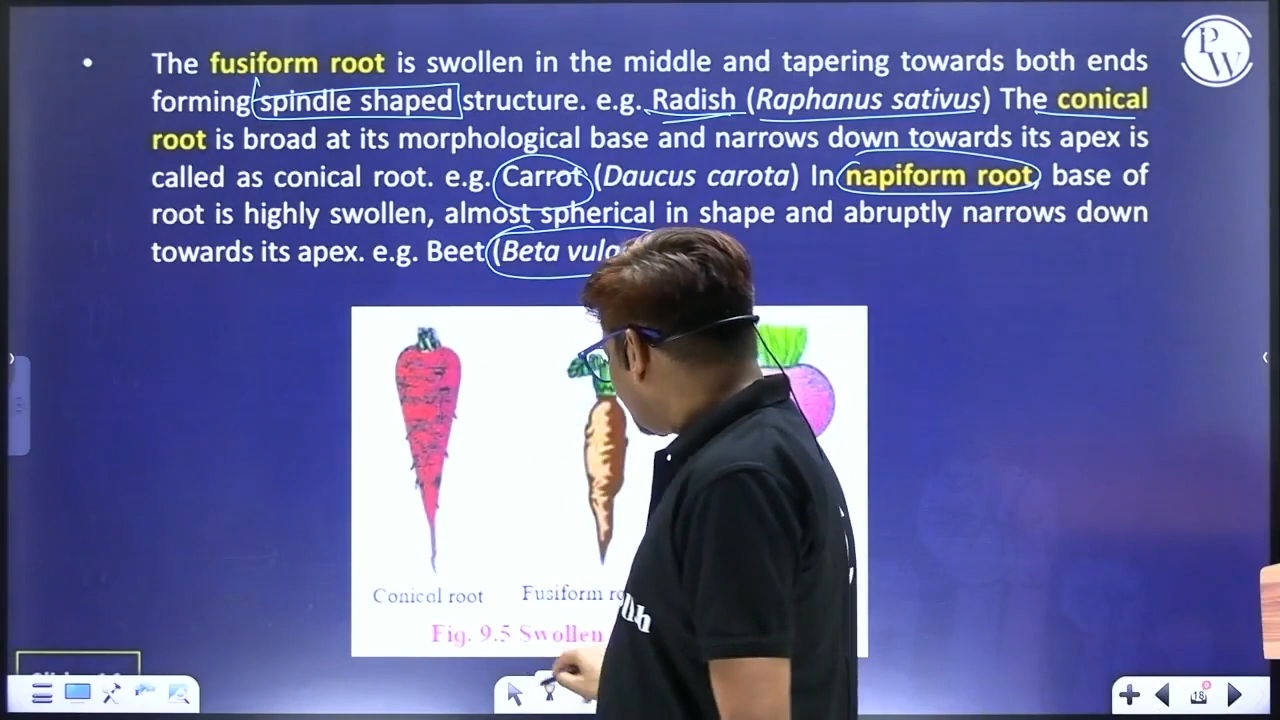 PW
The fusiform root is swollen in the middle and tapering towards both ends
forming spindle shaped structure. e.g. Radish (Raphanus sativus) The conical
root is broad at its morphological base and narrows down towards its apex is
called as conical root. e.g. Carrot (Daucus carota) In napiform root, base of
root is highly swollen, almost spherical in shape and abruptly narrows down
towards its apex. e.g. Beet (Beta
Conical root Fusiform
Fig. 9.5 Swollen
18